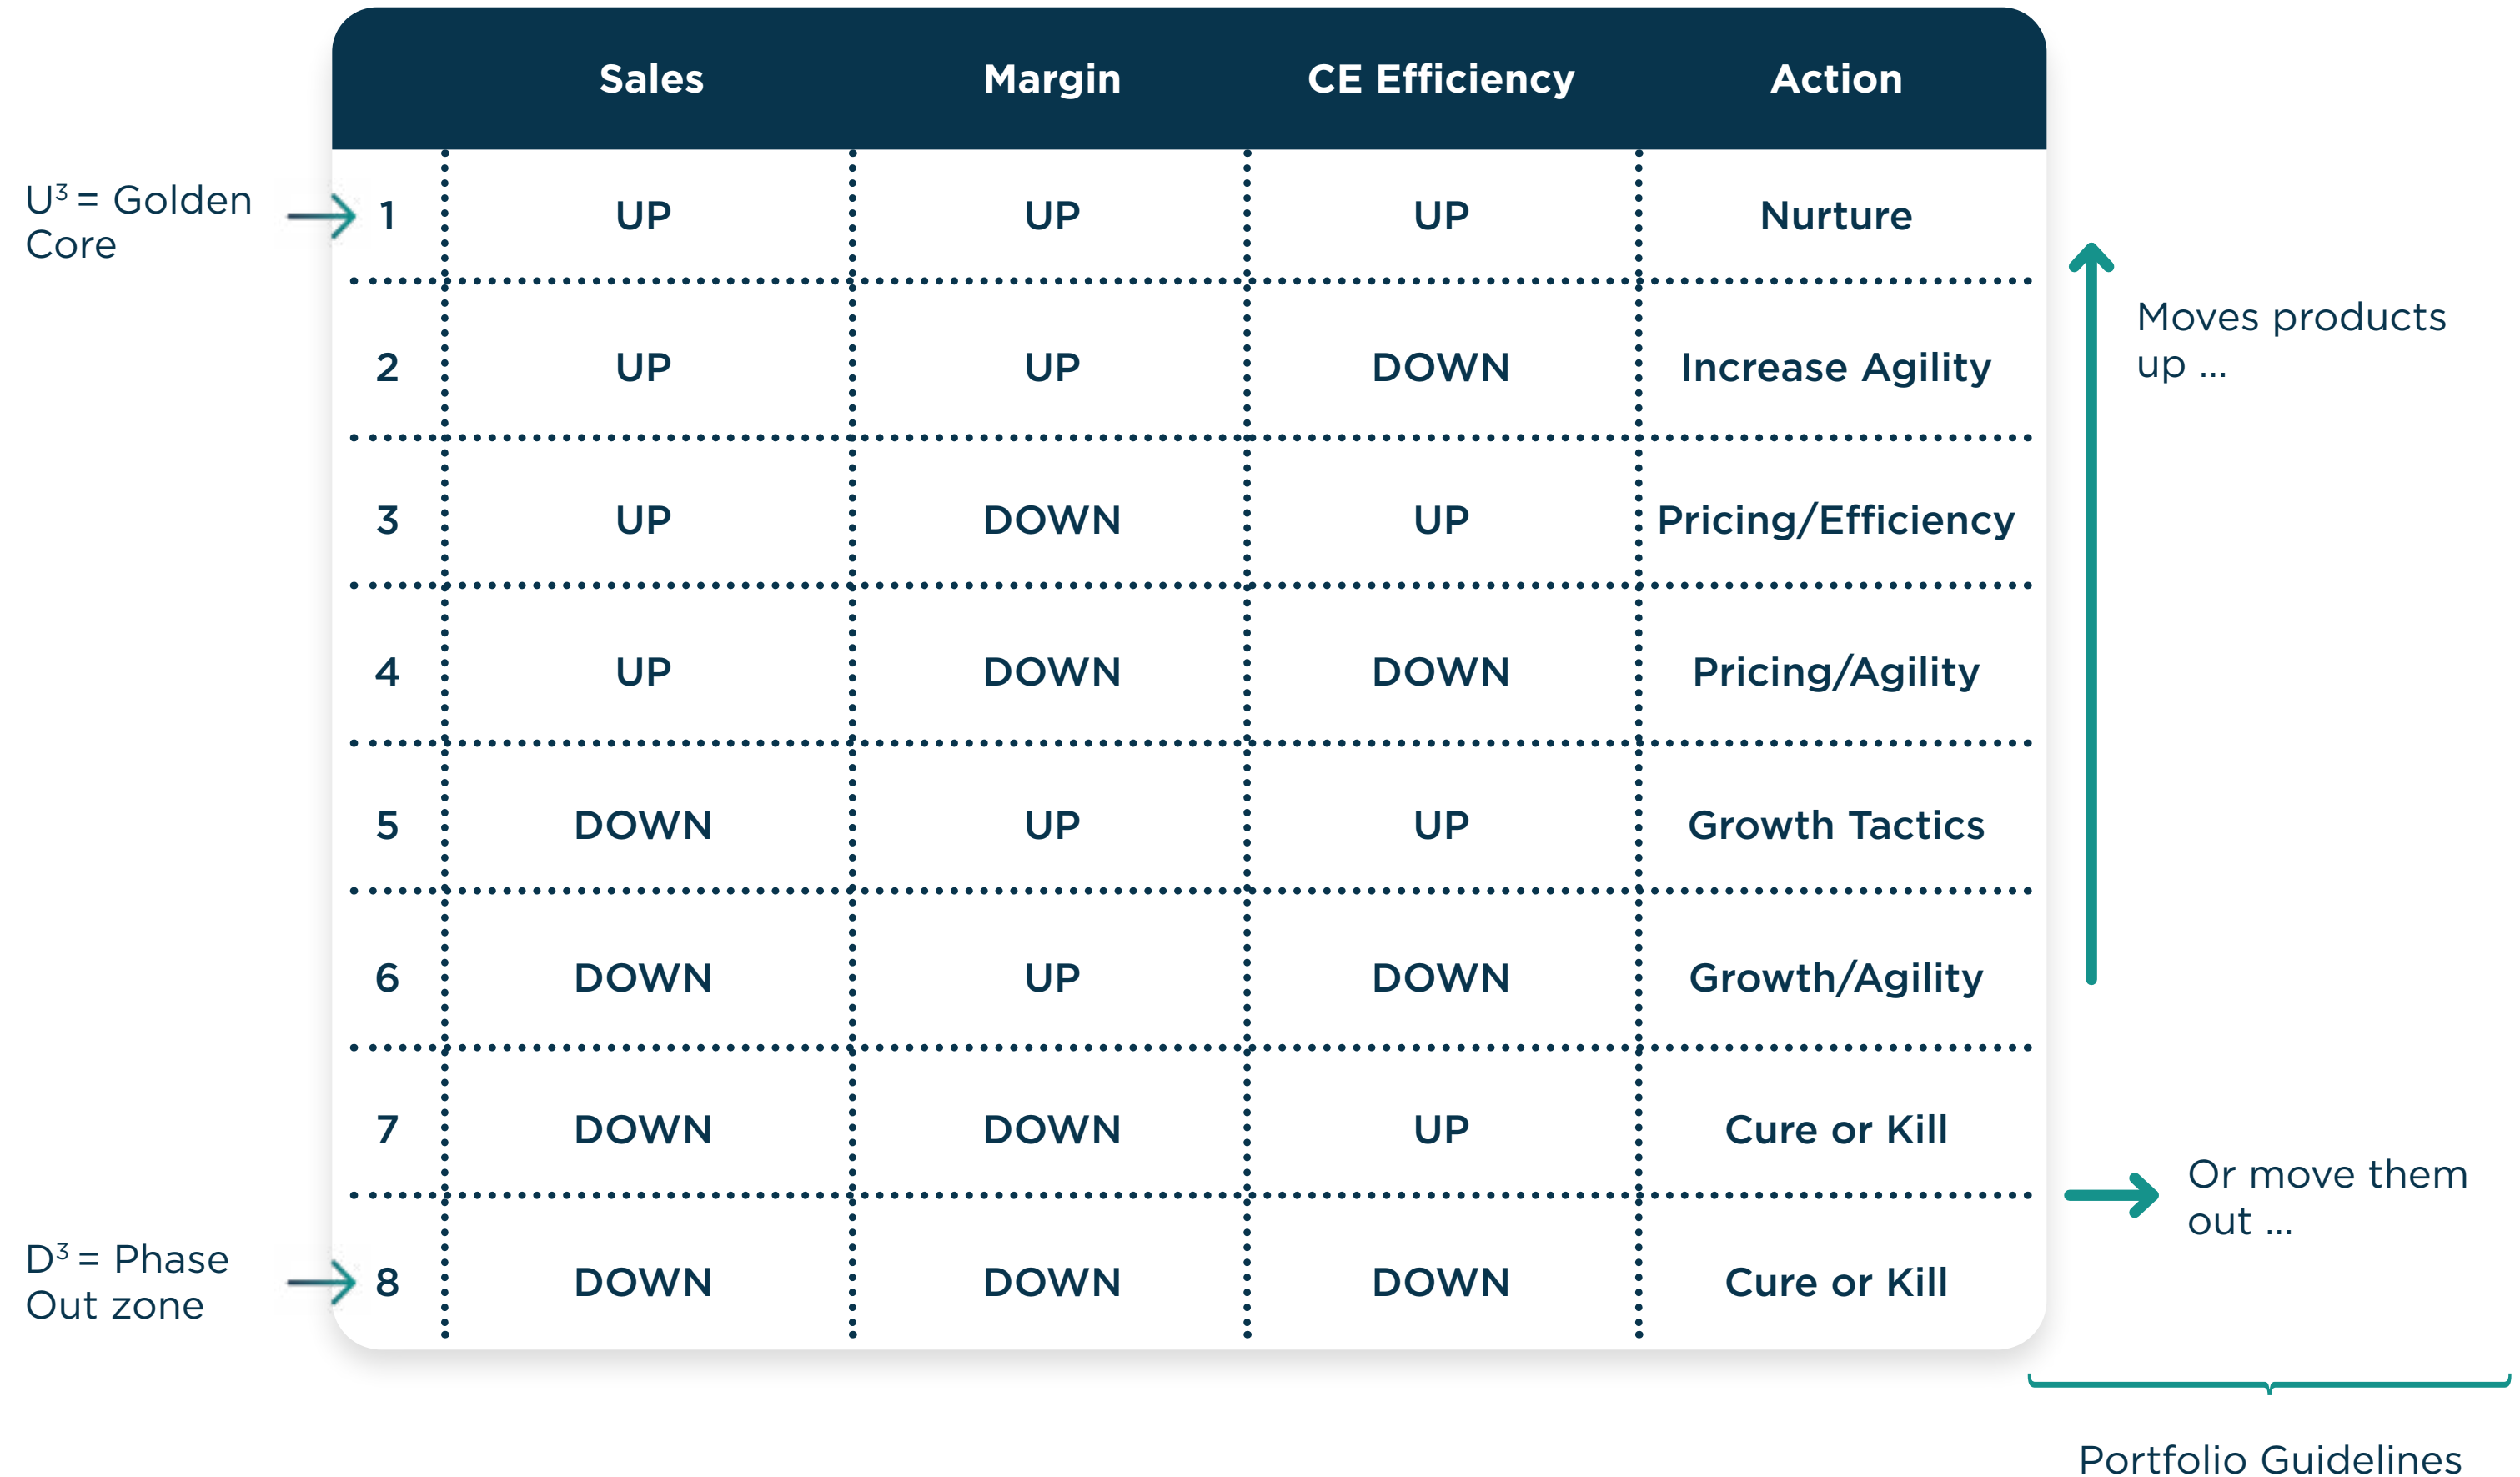 Sales Margin CE Efficiency Action
U³ = Golden
Core
1 UP UP UP Nurture
2 UP UP DOWN Increase Agility
Moves products
up ...
3 UP DOWN UP Pricing/Efficiency
4 UP DOWN DOWN Pricing/Agility
5 DOWN UP UP Growth Tactics
6 DOWN UP DOWN Growth/Agility
7 DOWN DOWN UP Cure or Kill
Or move them
out ...
D³ = Phase
Out zone
8 DOWN DOWN DOWN Cure or Kill
Portfolio Guidelines